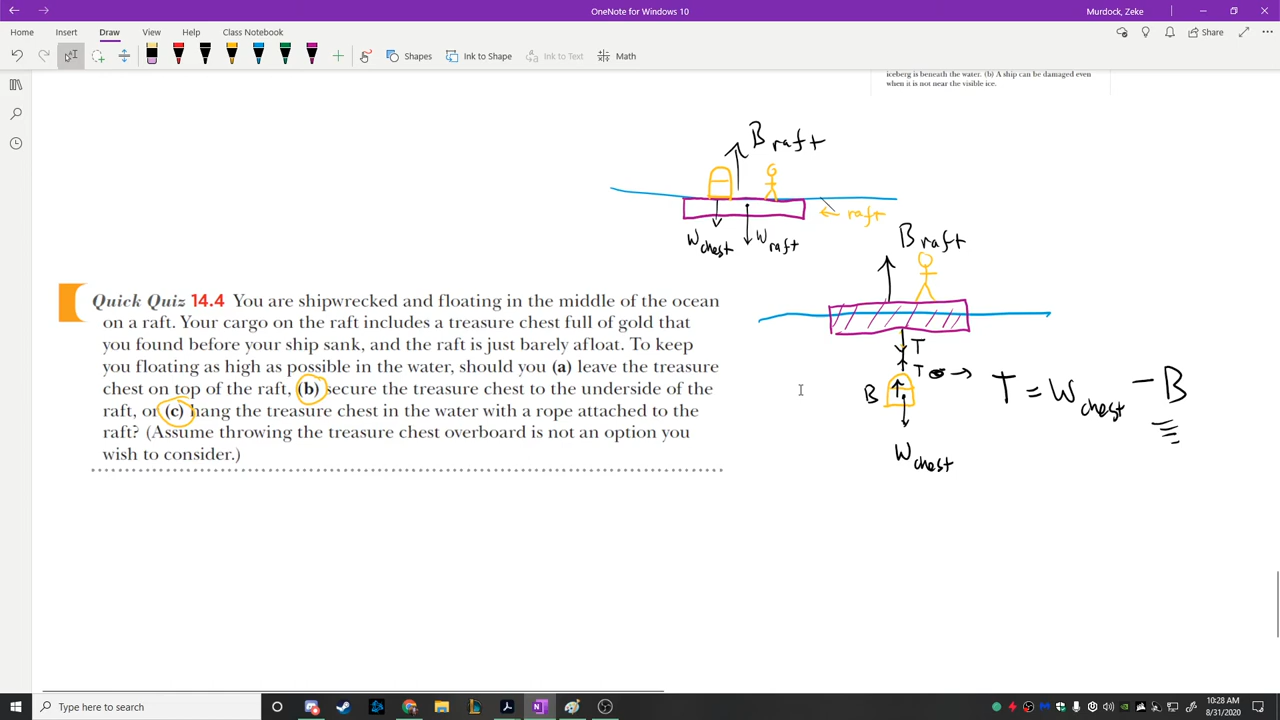 OneNote for Windows 10
Murdock, Zeke
Home Insert Draw View Help Class Notebook
Shapes Ink to Shape Ink to Text Math Share
iceberg is beneath the water. (b) A ship can be damaged even
when it is not near the visible ice.
B raft
← raft
W chest W raft
B raft
Quick Quiz 14.4 You are shipwrecked and floating in the middle of the ocean
on a raft. Your cargo on the raft includes a treasure chest full of gold that
you found before your ship sank, and the raft is just barely afloat. To keep
you floating as high as possible in the water, should you (a) leave the treasure
chest on top of the raft, (b) secure the treasure chest to the underside of the
raft, or (c) hang the treasure chest in the water with a rope attached to the
raft? (Assume throwing the treasure chest overboard is not an option you
wish to consider.)
T
T → T = W chest - B
B
W chest
Type here to search
10:28 AM
8/31/2020